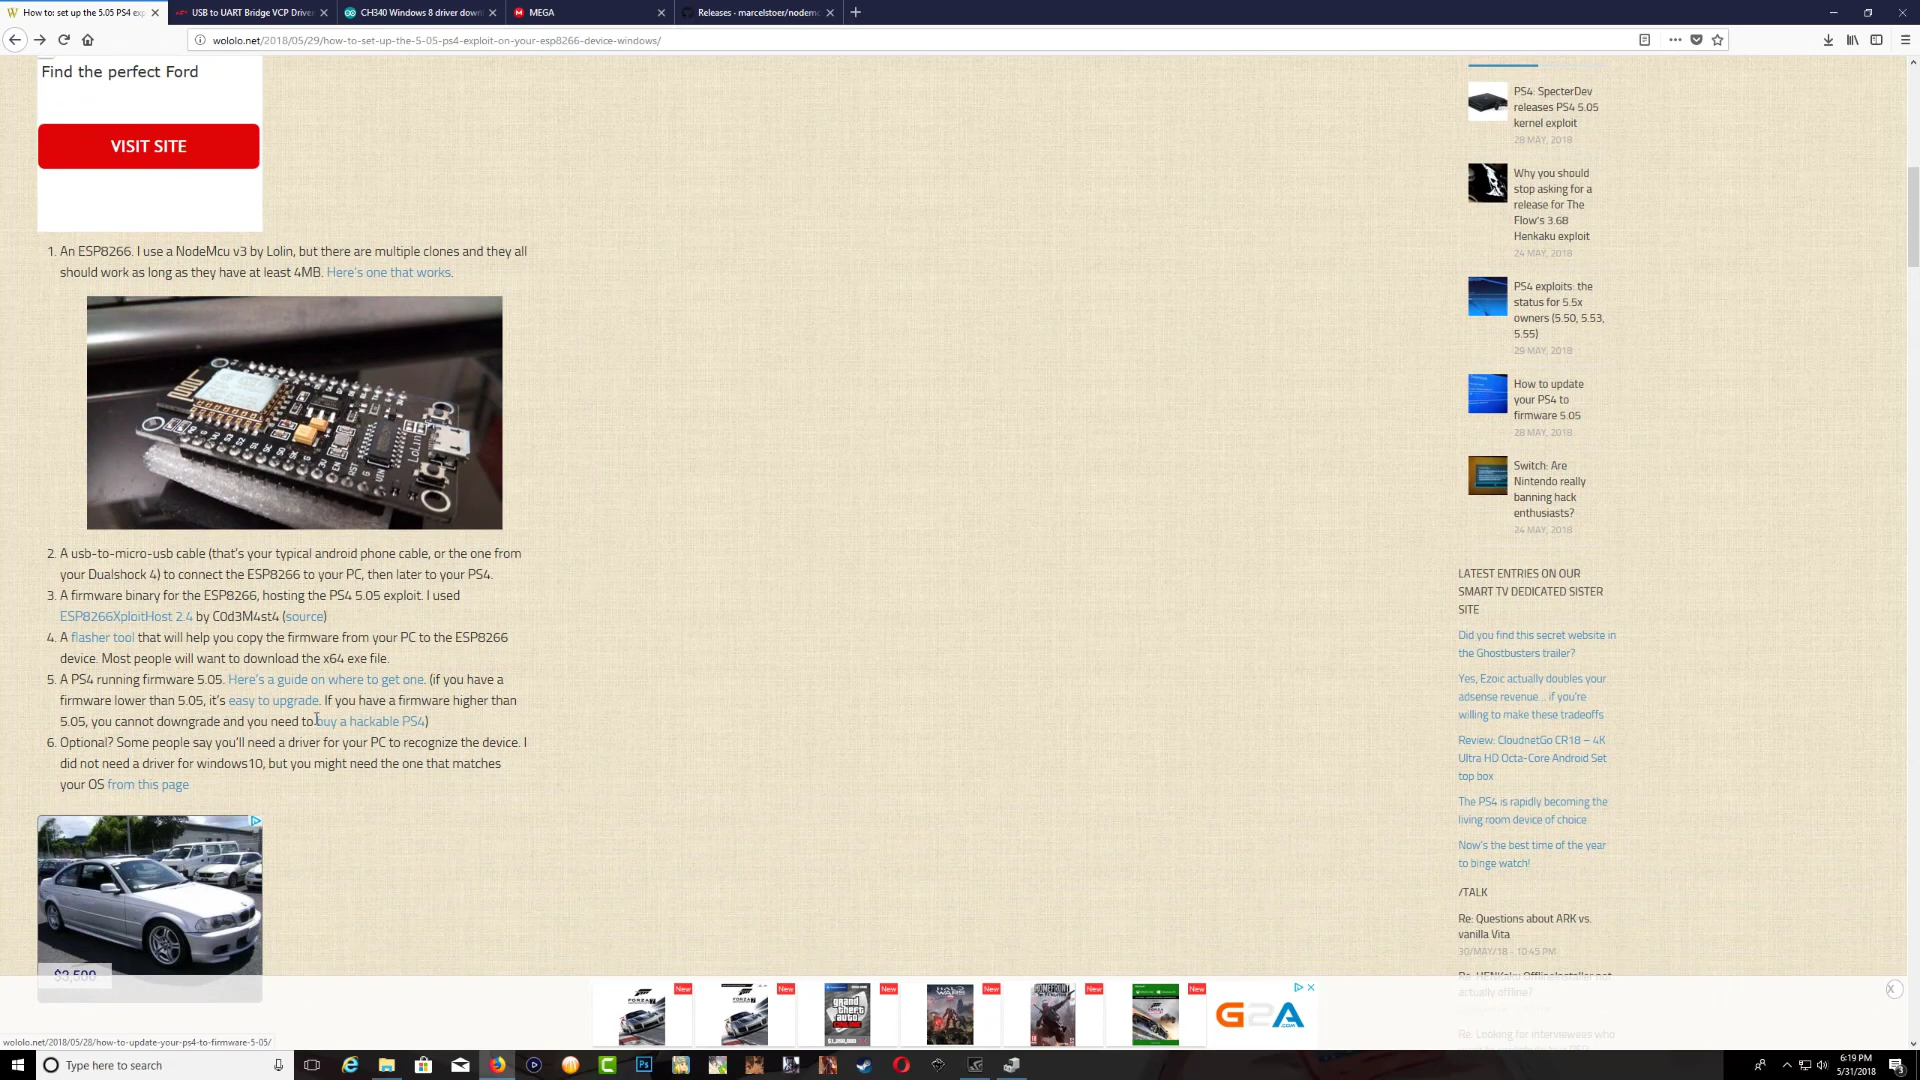 How to: set up the 5.05 PS4 exp
USB to UART Bridge VCP Driver
CH340 Windows 8 driver down
MEGA
Releases - marcelstoer/nodem
wololo.net/2018/05/29/how-to-set-up-the-5-05-ps4-exploit-on-your-esp8266-device-windows/
Find the perfect Ford
VISIT SITE
1. An ESP8266. I use a NodeMcu v3 by Lolin, but there are multiple clones and they all
should work as long as they have at least 4MB. Here's one that works.
LoLin
2. A usb-to-micro-usb cable (that's your typical android phone cable, or the one from
your Dualshock 4) to connect the ESP8266 to your PC, then later to your PS4.
3. A firmware binary for the ESP8266, hosting the PS4 5.05 exploit. I used
ESP8266XploitHost 2.4 by C0d3M4st4 (source)
4. A flasher tool that will help you copy the firmware from your PC to the ESP8266
device. Most people will want to download the x64 exe file.
5. A PS4 running firmware 5.05. Here's a guide on where to get one. (if you have a
firmware lower than 5.05, it's easy to upgrade. If you have a firmware higher than
5.05, you cannot downgrade and you need to buy a hackable PS4)
6. Optional? Some people say you'll need a driver for your PC to recognize the device. I
did not need a driver for windows10, but you might need the one that matches
your OS from this page
$3,500
PS4: SpecterDev
releases PS4 5.05
kernel exploit
28 MAY, 2018
Why you should
stop asking for a
release for The
Flow's 3.68
Henkaku exploit
24 MAY, 2018
PS4 exploits: the
status for 5.5x
owners (5.50, 5.53,
5.55)
29 MAY, 2018
How to update
your PS4 to
firmware 5.05
28 MAY, 2018
Switch: Are
Nintendo really
banning hack
enthusiasts?
24 MAY, 2018
LATEST ENTRIES ON OUR
SMART TV DEDICATED SISTER
SITE
Did you find this secret website in
the Ghostbusters trailer?
Yes, Ezoic actually doubles your
adsense revenue… if you're
willing to make these tradeoffs
Review: CloudnetGo CR18 – 4K
Ultra HD Octa-Core Android Set
top box
The PS4 is rapidly becoming the
living room device of choice
Now's the best time of the year
to binge watch!
/TALK
Re: Questions about ARK vs.
vanilla Vita
30/MAY/18 - 10:45 PM
actually offline?
Re: Looking for interviewees who
New
New
New
New
New
New
G2A
.COM
X
wololo.net/2018/05/28/how-to-update-your-ps4-to-firmware-5-05/
Type here to search
6:19 PM
5/31/2018